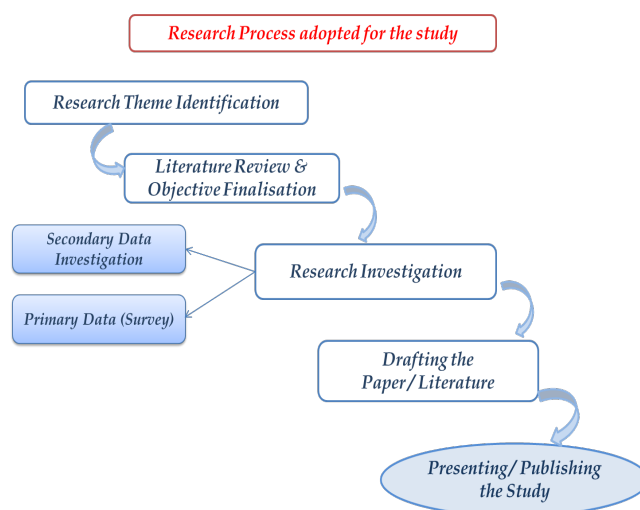 Research Process adopted for the study
Research Theme Identification
Literature Review &
Objective Finalisation
Secondary Data
Investigation
Research Investigation
Primary Data (Survey)
Drafting the
Paper / Literature
Presenting/ Publishing
the Study